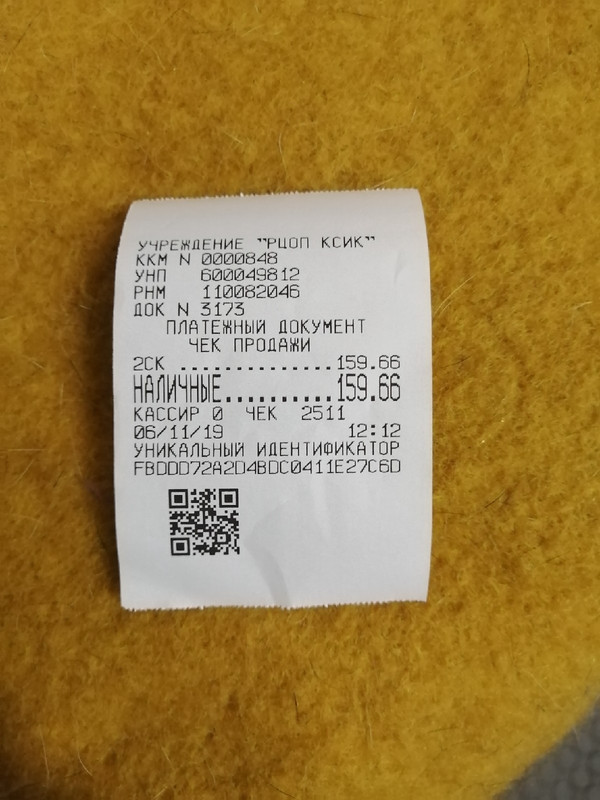 УЧРЕЖДЕНИЕ "РЦОП КСИК"
ККМ N 0000848
УНП 600049812
РНМ 110082046
ДОК N 3173
ПЛАТЕЖНЫЙ ДОКУМЕНТ
ЧЕК ПРОДАЖИ
2СК ..............159.66
НАЛИЧНЫЕ..........159.66
КАССИР 0 ЧЕК 2511
06/11/19 12:12
УНИКАЛЬНЫЙ ИДЕНТИФИКАТОР
FBDDD72A2D4BDC0411E27C6D